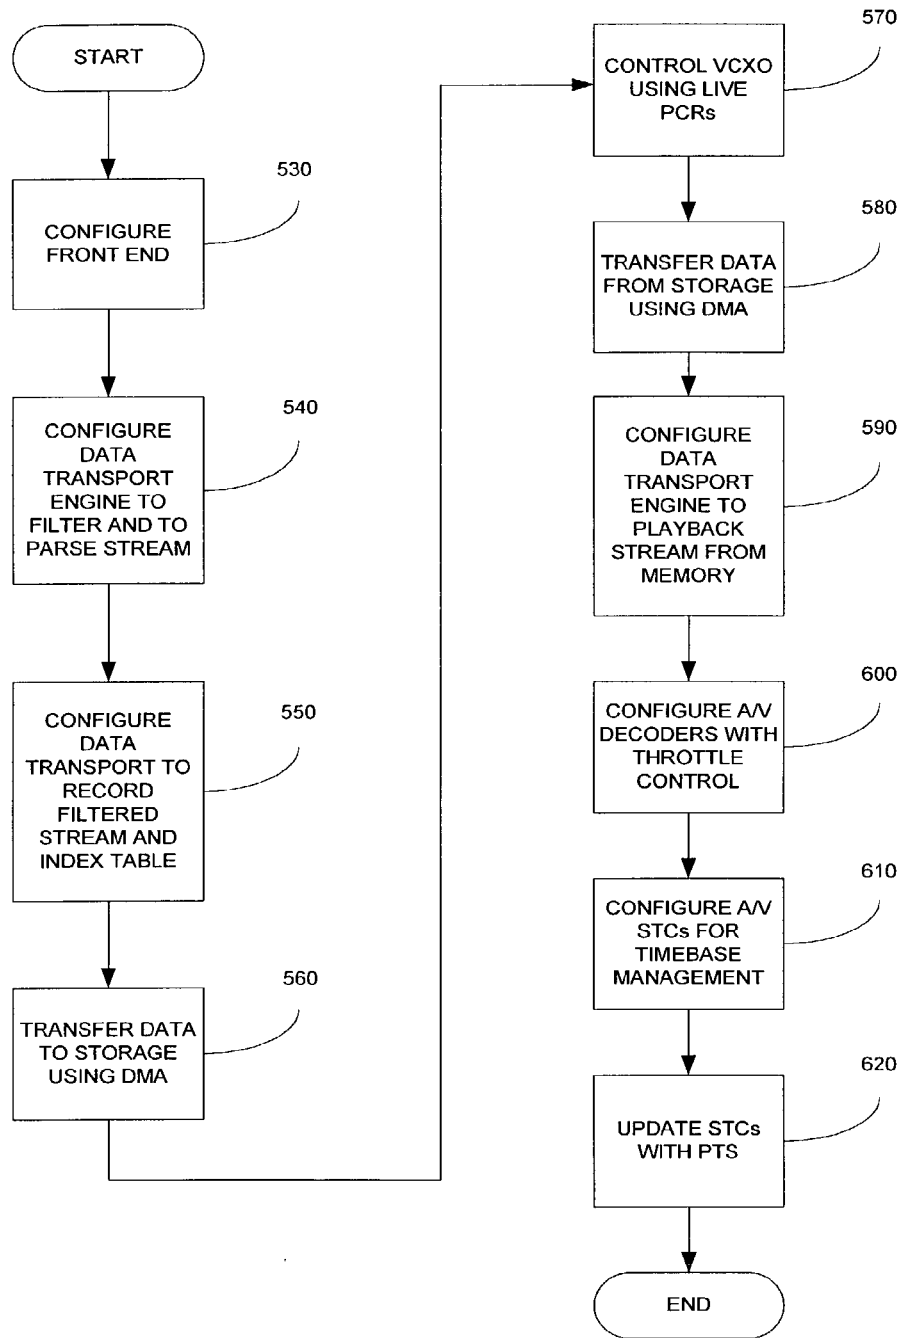 START
530
CONFIGURE
FRONT END
540
CONFIGURE
DATA
TRANSPORT
ENGINE TO
FILTER AND TO
PARSE STREAM
550
CONFIGURE
DATA
TRANSPORT TO
RECORD
FILTERED
STREAM AND
INDEX TABLE
560
TRANSFER DATA
TO STORAGE
USING DMA
570
CONTROL VCXO
USING LIVE
PCRs
580
TRANSFER DATA
FROM STORAGE
USING DMA
590
CONFIGURE
DATA
TRANSPORT
ENGINE TO
PLAYBACK
STREAM FROM
MEMORY
600
CONFIGURE A/V
DECODERS WITH
THROTTLE
CONTROL
610
CONFIGURE A/V
STCs FOR
TIMEBASE
MANAGEMENT
620
UPDATE STCs
WITH PTS
END